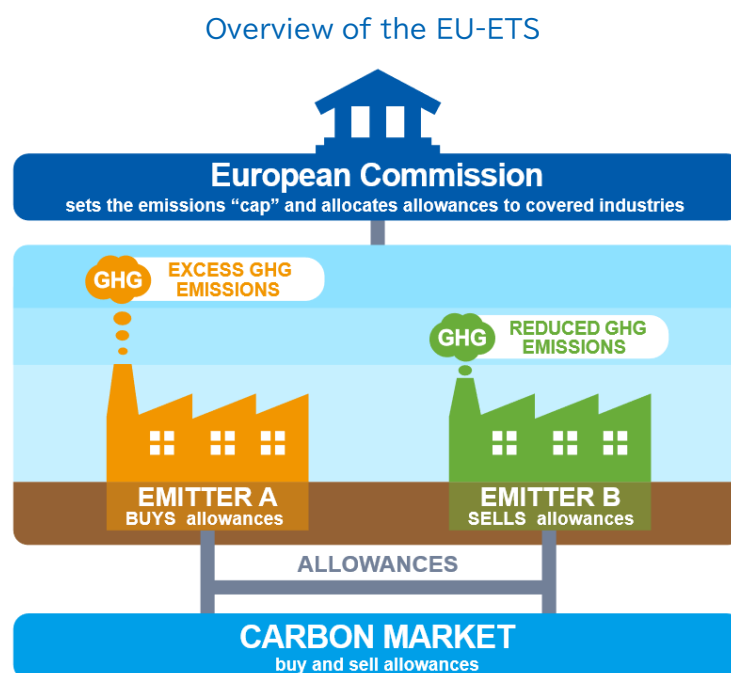 Overview of the EU-ETS
European Commission
sets the emissions “cap” and allocates allowances to covered industries
GHG
EXCESS GHG
EMISSIONS
GHG
REDUCED GHG
EMISSIONS
EMITTER A
BUYS allowances
EMITTER B
SELLS allowances
ALLOWANCES
CARBON MARKET
buy and sell allowances